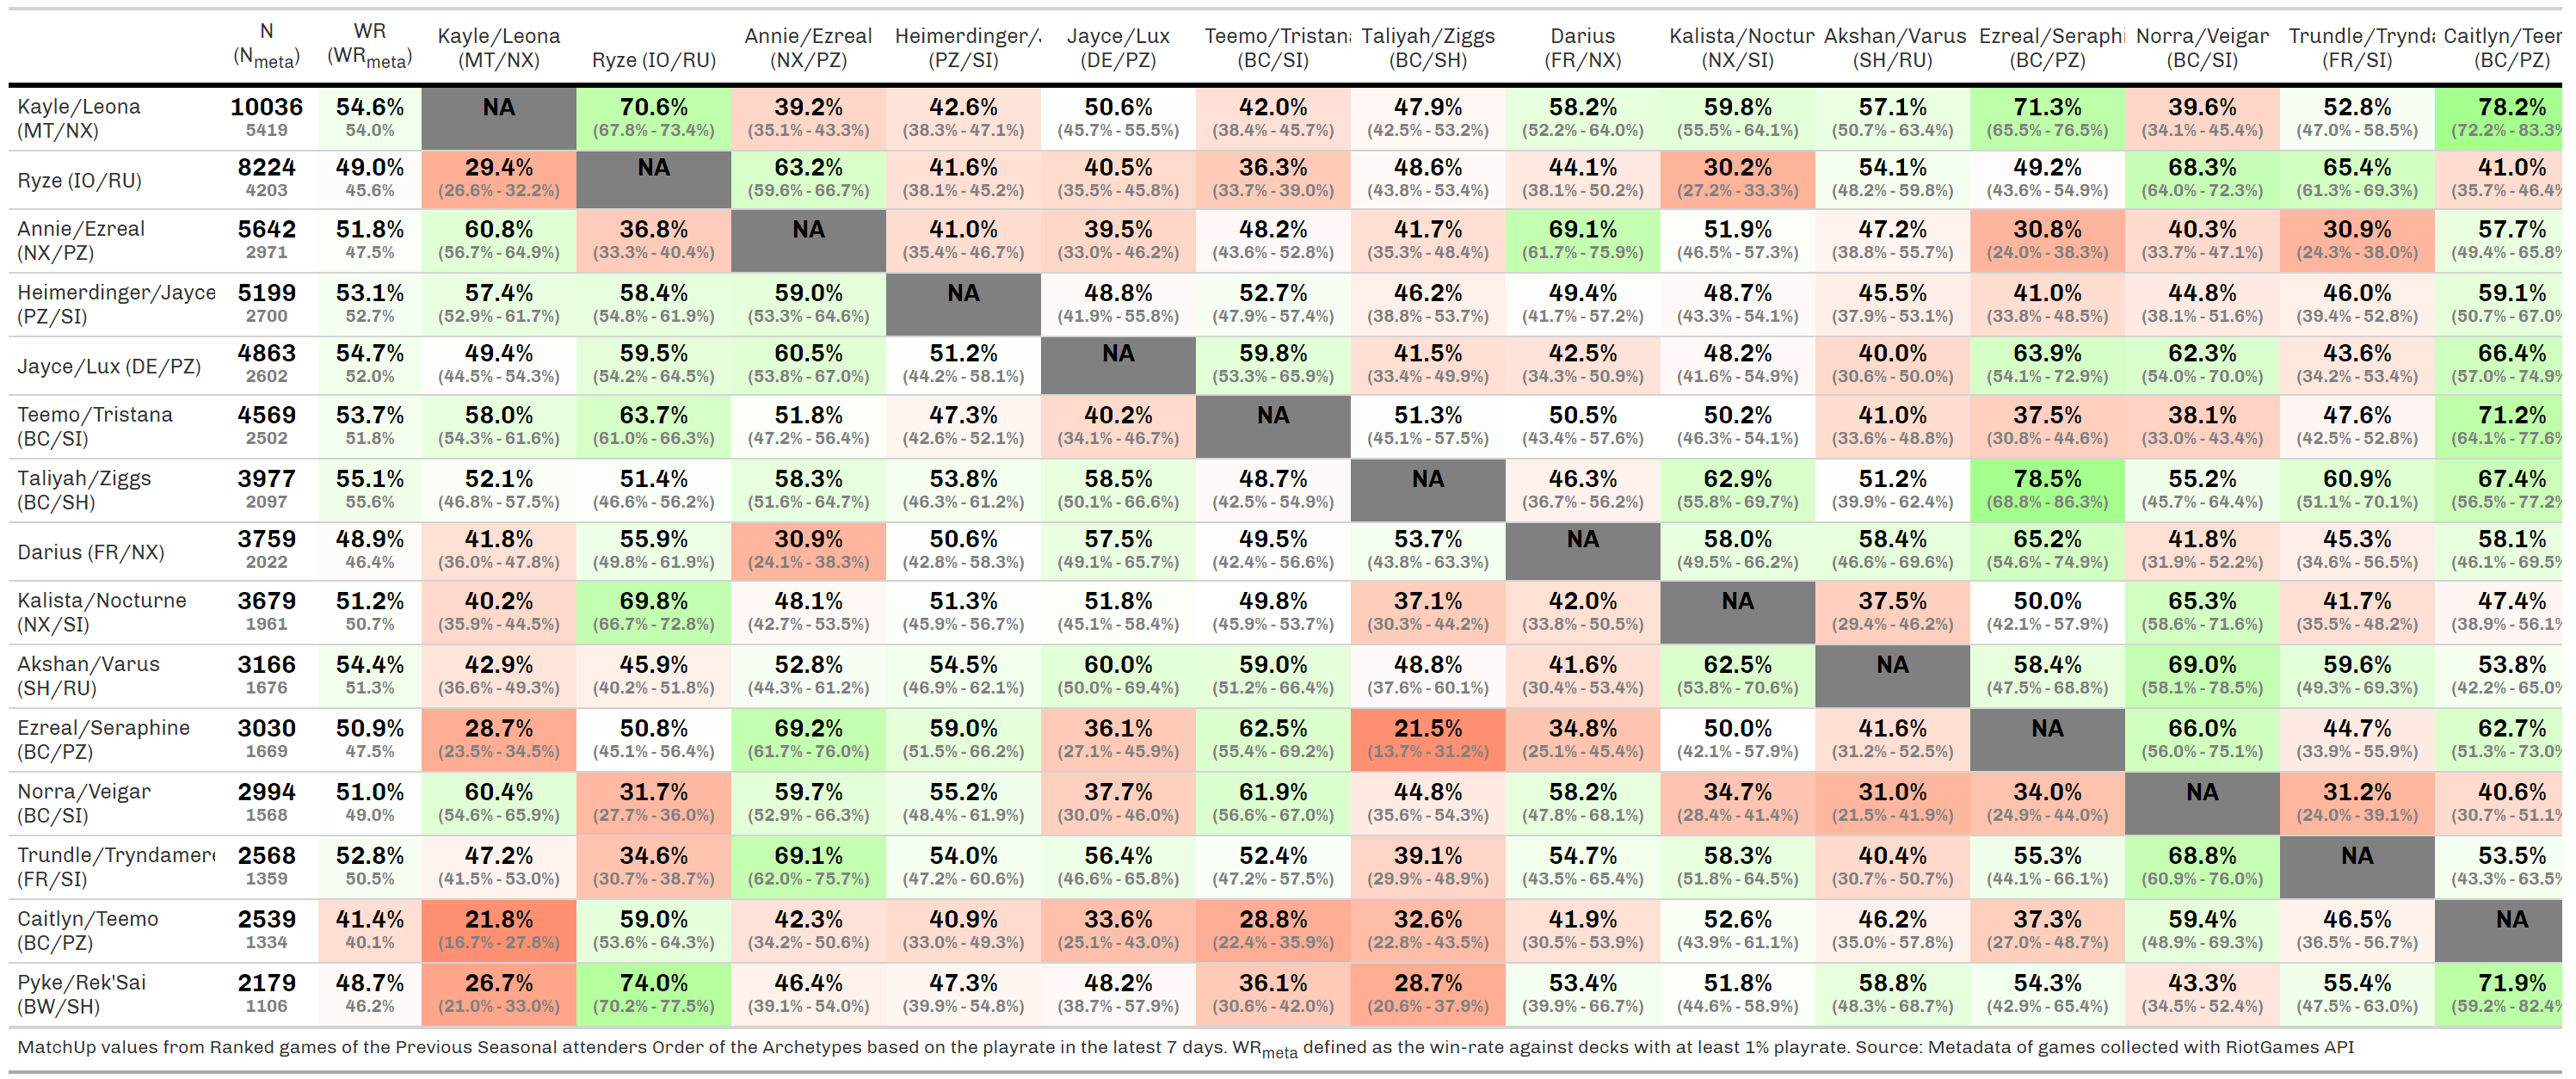 N WR Kayle/Leona Annie/Ezreal Heimerdinger/J Jayce/Lux Teemo/Tristana Taliyah/Ziggs Darius Kalista/Noctur Akshan/Varus Ezreal/Seraphi Norra/Veigar Trundle/Trynda Caitlyn/Teem
(Nmeta) (WRmeta) (MT/NX) Ryze (IO/RU) (NX/PZ) (PZ/SI) (DE/PZ) (BC/SI) (BC/SH) (FR/NX) (NX/SI) (SH/RU) (BC/PZ) (BC/SI) (FR/SI) (BC/PZ)
Kayle/Leona 10036 54.6% NA 70.6% 39.2% 42.6% 50.6% 42.0% 47.9% 58.2% 59.8% 57.1% 71.3% 39.6% 52.8% 78.2%
(MT/NX) 5419 54.0% (67.8% - 73.4%) (35.1% - 43.3%) (38.3% - 47.1%) (45.7% - 55.5%) (38.4% - 45.7%) (42.5% - 53.2%) (52.2% - 64.0%) (55.5% - 64.1%) (50.7% - 63.4%) (65.5% - 76.5%) (34.1% - 45.4%) (47.0% - 58.5%) (72.2% - 83.3%
Ryze (IO/RU) 8224 49.0% 29.4% NA 63.2% 41.6% 40.5% 36.3% 48.6% 44.1% 30.2% 54.1% 49.2% 68.3% 65.4% 41.0%
4203 45.6% (26.6% - 32.2%) (59.6% - 66.7%) (38.1% - 45.2%) (35.5% - 45.8%) (33.7% - 39.0%) (43.8% - 53.4%) (38.1% - 50.2%) (27.2% - 33.3%) (48.2% - 59.8%) (43.6% - 54.9%) (64.0% - 72.3%) (61.3% - 69.3%) (35.7% - 46.4%
Annie/Ezreal 5642 51.8% 60.8% 36.8% NA 41.0% 39.5% 48.2% 41.7% 69.1% 51.9% 47.2% 30.8% 40.3% 30.9% 57.7%
(NX/PZ) 2971 47.5% (56.7% - 64.9%) (33.3% - 40.4%) (35.4% - 46.7%) (33.0% - 46.2%) (43.6% - 52.8%) (35.3% - 48.4%) (61.7% - 75.9%) (46.5% - 57.3%) (38.8% - 55.7%) (24.0% - 38.3%) (33.7% - 47.1%) (24.3% - 38.0%) (49.4% - 65.8%
Heimerdinger/Jayce 5199 53.1% 57.4% 58.4% 59.0% NA 48.8% 52.7% 46.2% 49.4% 48.7% 45.5% 41.0% 44.8% 46.0% 59.1%
(PZ/SI) 2700 52.7% (52.9% - 61.7%) (54.8% - 61.9%) (53.3% - 64.6%) (41.9% - 55.8%) (47.9% - 57.4%) (38.8% - 53.7%) (41.7% - 57.2%) (43.3% - 54.1%) (37.9% - 53.1%) (33.8% - 48.5%) (38.1% - 51.6%) (39.4% - 52.8%) (50.7% - 67.0%
Jayce/Lux (DE/PZ) 4863 54.7% 49.4% 59.5% 60.5% 51.2% NA 59.8% 41.5% 42.5% 48.2% 40.0% 63.9% 62.3% 43.6% 66.4%
2602 52.0% (44.5% - 54.3%) (54.2% - 64.5%) (53.8% - 67.0%) (44.2% - 58.1%) (53.3% - 65.9%) (33.4% - 49.9%) (34.3% - 50.9%) (41.6% - 54.9%) (30.6% - 50.0%) (54.1% - 72.9%) (54.0% - 70.0%) (34.2% - 53.4%) (57.0% - 74.9%
Teemo/Tristana 4569 53.7% 58.0% 63.7% 51.8% 47.3% 40.2% NA 51.3% 50.5% 50.2% 41.0% 37.5% 38.1% 47.6% 71.2%
(BC/SI) 2502 51.8% (54.3% - 61.6%) (61.0% - 66.3%) (47.2% - 56.4%) (42.6% - 52.1%) (34.1% - 46.7%) (45.1% - 57.5%) (43.4% - 57.6%) (46.3% - 54.1%) (33.6% - 48.8%) (30.8% - 44.6%) (33.0% - 43.4%) (42.5% - 52.8%) (64.1% - 77.6%
Taliyah/Ziggs 3977 55.1% 52.1% 51.4% 58.3% 53.8% 58.5% 48.7% NA 46.3% 62.9% 51.2% 78.5% 55.2% 60.9% 67.4%
(BC/SH) 2097 55.6% (46.8% - 57.5%) (46.6% - 56.2%) (51.6% - 64.7%) (46.3% - 61.2%) (50.1% - 66.6%) (42.5% - 54.9%) (36.7% - 56.2%) (55.8% - 69.7%) (39.9% - 62.4%) (68.8% - 86.3%) (45.7% - 64.4%) (51.1% - 70.1%) (56.5% - 77.2%
Darius (FR/NX) 3759 48.9% 41.8% 55.9% 30.9% 50.6% 57.5% 49.5% 53.7% NA 58.0% 58.4% 65.2% 41.8% 45.3% 58.1%
2022 46.4% (36.0% - 47.8%) (49.8% - 61.9%) (24.1% - 38.3%) (42.8% - 58.3%) (49.1% - 65.7%) (42.4% - 56.6%) (43.8% - 63.3%) (49.5% - 66.2%) (46.6% - 69.6%) (54.6% - 74.9%) (31.9% - 52.2%) (34.6% - 56.5%) (46.1% - 69.5%
Kalista/Nocturne 3679 51.2% 40.2% 69.8% 48.1% 51.3% 51.8% 49.8% 37.1% 42.0% NA 37.5% 50.0% 65.3% 41.7% 47.4%
(NX/SI) 1961 50.7% (35.9% - 44.5%) (66.7% - 72.8%) (42.7% - 53.5%) (45.9% - 56.7%) (45.1% - 58.4%) (45.9% - 53.7%) (30.3% - 44.2%) (33.8% - 50.5%) (29.4% - 46.2%) (42.1% - 57.9%) (58.6% - 71.6%) (35.5% - 48.2%) (38.9% - 56.1%
Akshan/Varus 3166 54.4% 42.9% 45.9% 52.8% 54.5% 60.0% 59.0% 48.8% 41.6% 62.5% NA 58.4% 69.0% 59.6% 53.8%
(SH/RU) 1676 51.3% (36.6% - 49.3%) (40.2% - 51.8%) (44.3% - 61.2%) (46.9% - 62.1%) (50.0% - 69.4%) (51.2% - 66.4%) (37.6% - 60.1%) (30.4% - 53.4%) (53.8% - 70.6%) (47.5% - 68.8%) (58.1% - 78.5%) (49.3% - 69.3%) (42.2% - 65.0%
Ezreal/Seraphine 3030 50.9% 28.7% 50.8% 69.2% 59.0% 36.1% 62.5% 21.5% 34.8% 50.0% 41.6% NA 66.0% 44.7% 62.7%
(BC/PZ) 1669 47.5% (23.5% - 34.5%) (45.1% - 56.4%) (61.7% - 76.0%) (51.5% - 66.2%) (27.1% - 45.9%) (55.4% - 69.2%) (13.7% - 31.2%) (25.1% - 45.4%) (42.1% - 57.9%) (31.2% - 52.5%) (56.0% - 75.1%) (33.9% - 55.9%) (51.3% - 73.0%
Norra/Veigar 2994 51.0% 60.4% 31.7% 59.7% 55.2% 37.7% 61.9% 44.8% 58.2% 34.7% 31.0% 34.0% NA 31.2% 40.6%
(BC/SI) 1568 49.0% (54.6% - 65.9%) (27.7% - 36.0%) (52.9% - 66.3%) (48.4% - 61.9%) (30.0% - 46.0%) (56.6% - 67.0%) (35.6% - 54.3%) (47.8% - 68.1%) (28.4% - 41.4%) (21.5% - 41.9%) (24.9% - 44.0%) (24.0% - 39.1%) (30.7% - 51.1%
Trundle/Tryndamere 2568 52.8% 47.2% 34.6% 69.1% 54.0% 56.4% 52.4% 39.1% 54.7% 58.3% 40.4% 55.3% 68.8% NA 53.5%
(FR/SI) 1359 50.5% (41.5% - 53.0%) (30.7% - 38.7%) (62.0% - 75.7%) (47.2% - 60.6%) (46.6% - 65.8%) (47.2% - 57.5%) (29.9% - 48.9%) (43.5% - 65.4%) (51.8% - 64.5%) (30.7% - 50.7%) (44.1% - 66.1%) (60.9% - 76.0%) (43.3% - 63.5%
Caitlyn/Teemo 2539 41.4% 21.8% 59.0% 42.3% 40.9% 33.6% 28.8% 32.6% 41.9% 52.6% 46.2% 37.3% 59.4% 46.5% NA
(BC/PZ) 1334 40.1% (16.7% - 27.8%) (53.6% - 64.3%) (34.2% - 50.6%) (33.0% - 49.3%) (25.1% - 43.0%) (22.4% - 35.9%) (22.8% - 43.5%) (30.5% - 53.9%) (43.9% - 61.1%) (35.0% - 57.8%) (27.0% - 48.7%) (48.9% - 69.3%) (36.5% - 56.7%)
Pyke/Rek'Sai 2179 48.7% 26.7% 74.0% 46.4% 47.3% 48.2% 36.1% 28.7% 53.4% 51.8% 58.8% 54.3% 43.3% 55.4% 71.9%
(BW/SH) 1106 46.2% (21.0% - 33.0%) (70.2% - 77.5%) (39.1% - 54.0%) (39.9% - 54.8%) (38.7% - 57.9%) (30.6% - 42.0%) (20.6% - 37.9%) (39.9% - 66.7%) (44.6% - 58.9%) (48.3% - 68.7%) (42.9% - 65.4%) (34.5% - 52.4%) (47.5% - 63.0%) (59.2% - 82.4%
MatchUp values from Ranked games of the Previous Seasonal attenders Order of the Archetypes based on the playrate in the latest 7 days. WRmeta defined as the win-rate against decks with at least 1% playrate. Source: Metadata of games collected with RiotGames API